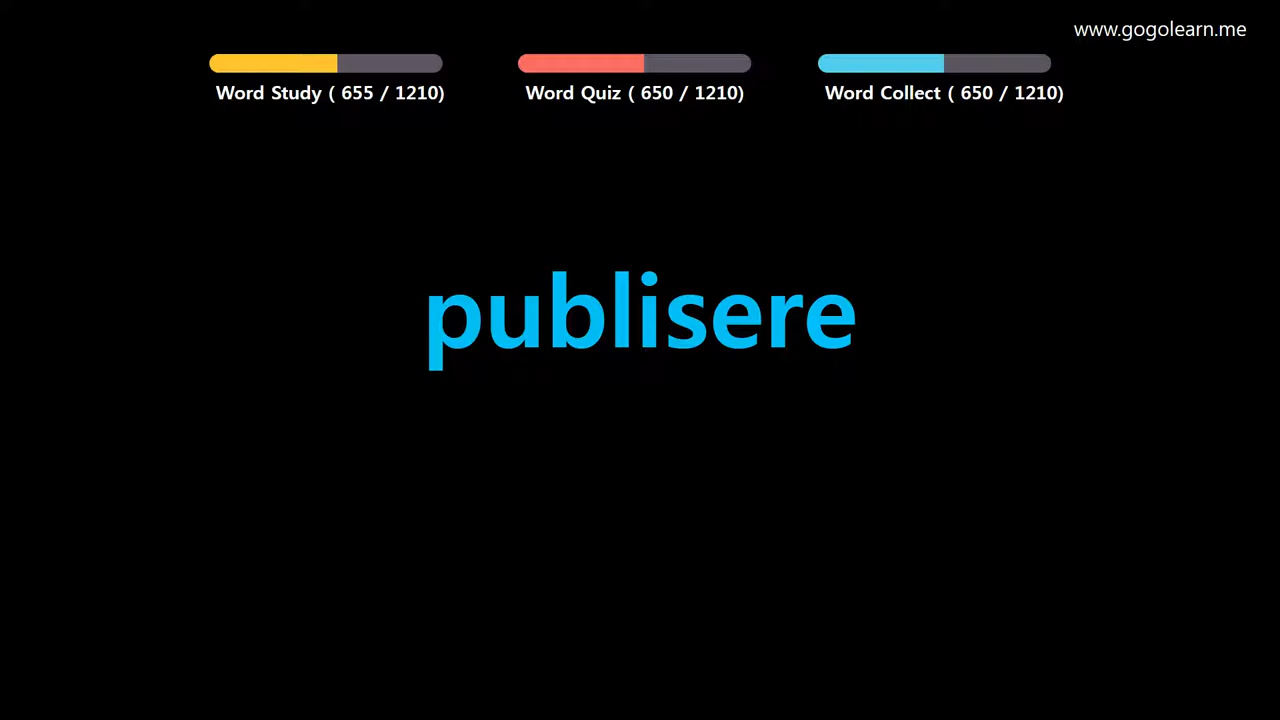 www.gogolearn.me
Word Study ( 655 / 1210)
Word Quiz ( 650 / 1210)
Word Collect ( 650 / 1210)
publisere